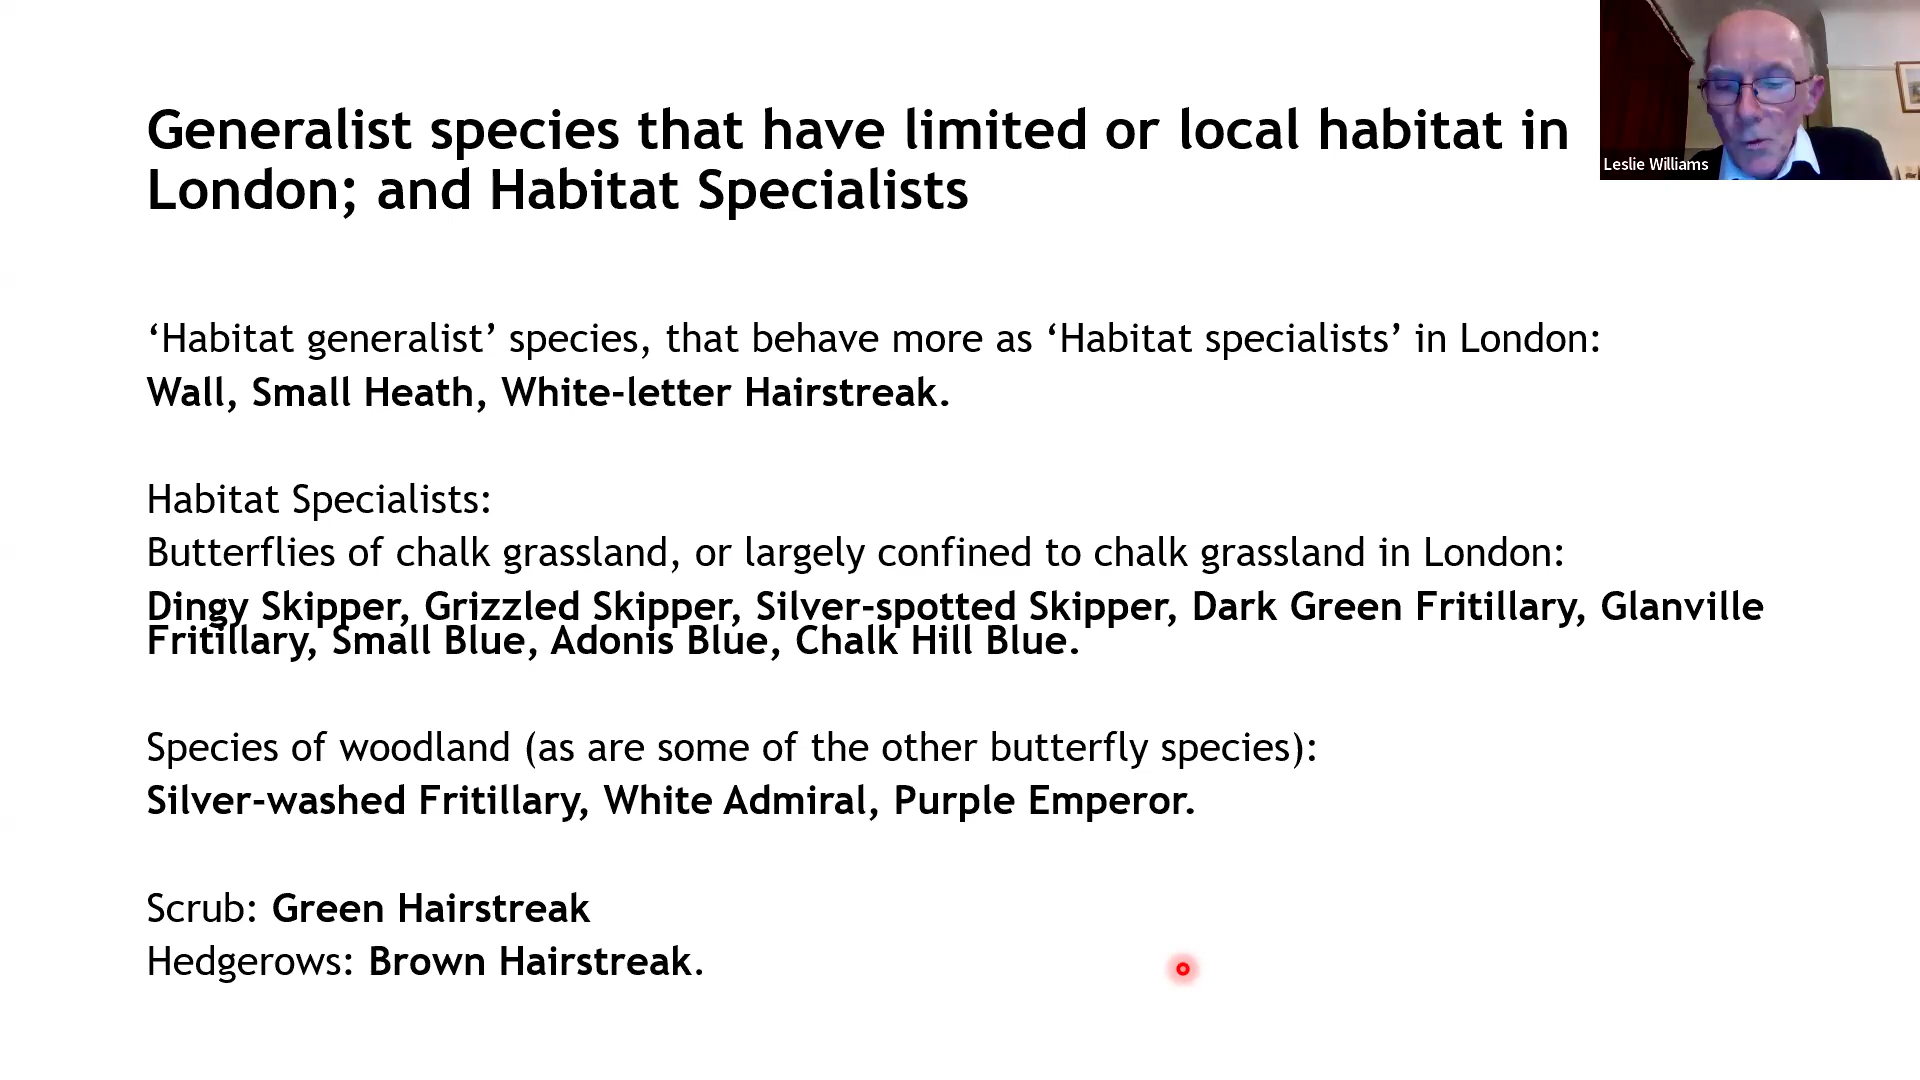 Generalist species that have limited or local habitat in
London; and Habitat Specialists
Leslie Williams
‘Habitat generalist’ species, that behave more as ‘Habitat specialists’ in London:
Wall, Small Heath, White-letter Hairstreak.
Habitat Specialists:
Butterflies of chalk grassland, or largely confined to chalk grassland in London:
Dingy Skipper, Grizzled Skipper, Silver-spotted Skipper, Dark Green Fritillary, Glanville
Fritillary, Small Blue, Adonis Blue, Chalk Hill Blue.
Species of woodland (as are some of the other butterfly species):
Silver-washed Fritillary, White Admiral, Purple Emperor.
Scrub: Green Hairstreak
Hedgerows: Brown Hairstreak.